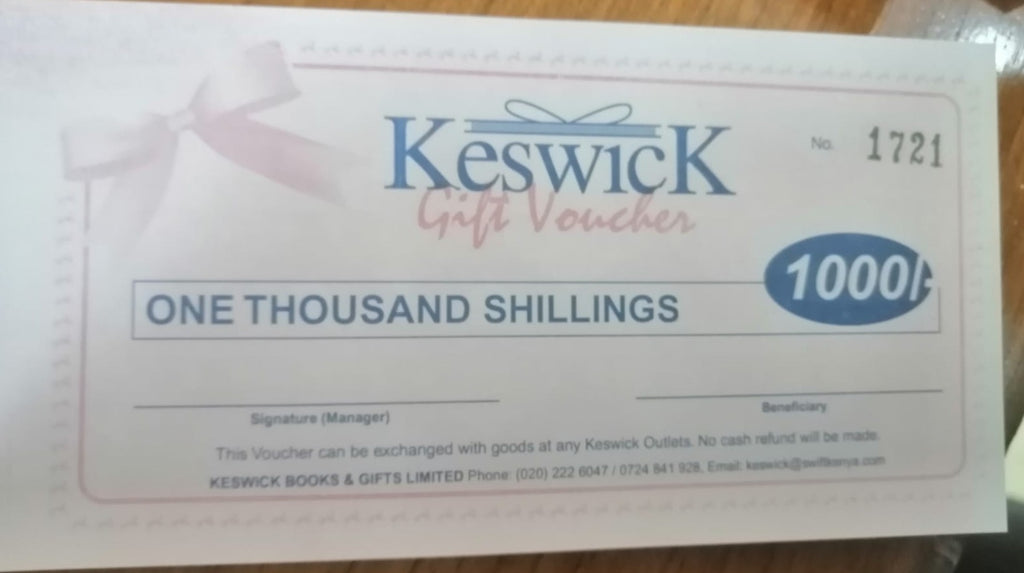 Keswick
Gift Voucher
No. 1721
ONE THOUSAND SHILLINGS
1000/-
Signature (Manager)
Beneficiary
This Voucher can be exchanged with goods at any Keswick Outlets. No cash refund will be made.
KESWICK BOOKS & GIFTS LIMITED Phone: (020) 222 6047 / 0724 841 928, Email: keswick@swiftkenya.com